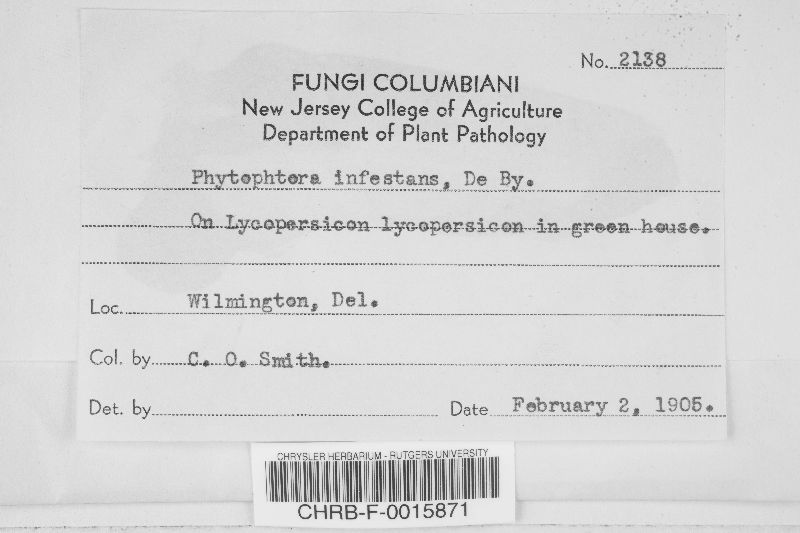 No. 2138
FUNGI COLUMBIANI
New Jersey College of Agriculture
Department of Plant Pathology
Phytophtora infestans, De By.
On Lycopersicon lycopersicon in green house.
Loc. Wilmington, Del.
Col. by C. O. Smith.
Det. by Date February 2, 1905.
CHRYSLER HERBARIUM - RUTGERS UNIVERSITY
CHRB-F-0015871